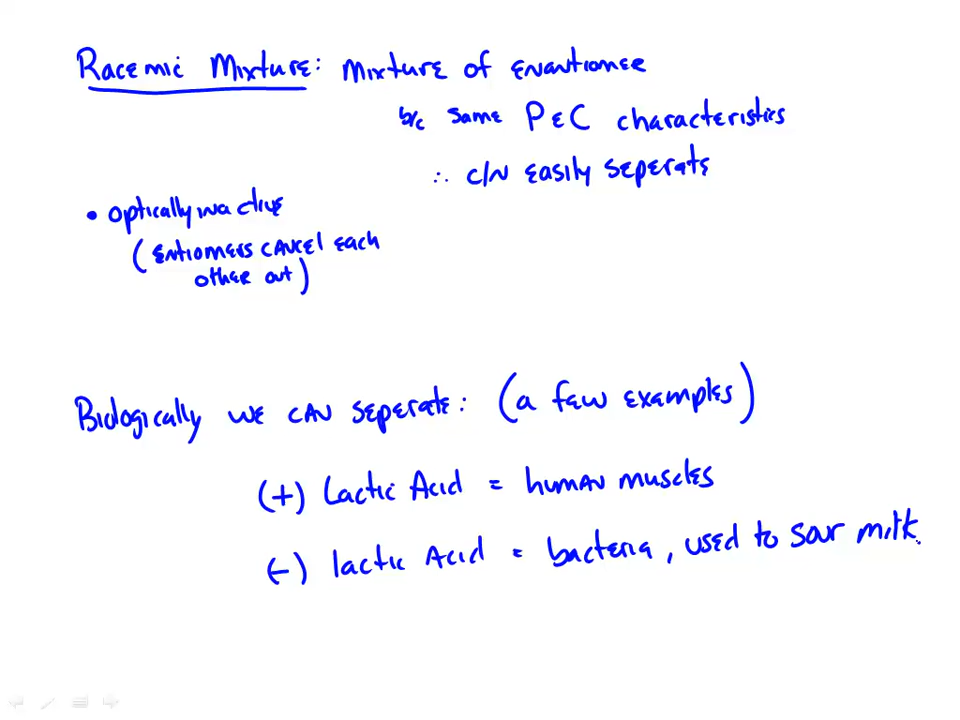 Racemic Mixture: Mixture of enantiomer
b/c same P & C characteristics
∴ c/n easily seperate
• optically inactive
(entiomers cancel each
other out)
Biologically we can seperate: (a few examples)
(+) Lactic Acid = human muscles
(-) lactic Acid = bacteria, used to sour milk.